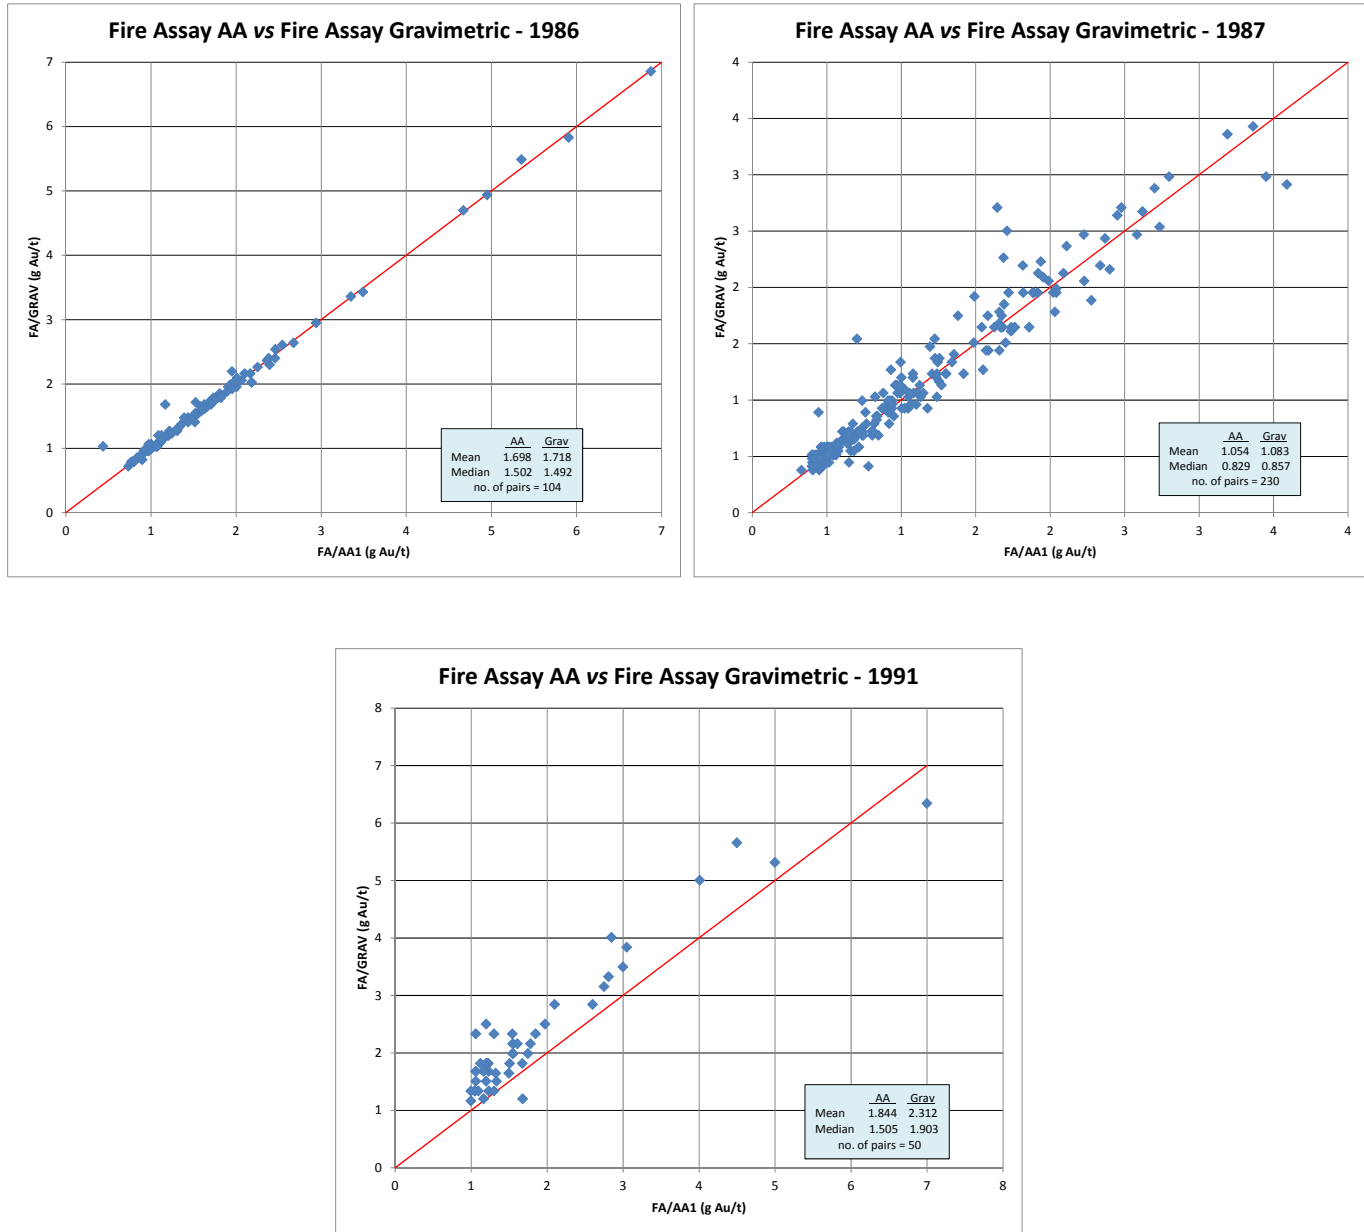 Fire Assay AA vs Fire Assay Gravimetric - 1986
7
6
5
4
3
2
1
0
FA/GRAV (g Au/t)
AA Grav
Mean 1.698 1.718
Median 1.502 1.492
no. of pairs = 104
0 1 2 3 4 5 6 7
FA/AA1 (g Au/t)
Fire Assay AA vs Fire Assay Gravimetric - 1987
4
4
3
3
2
2
1
1
0
FA/GRAV (g Au/t)
AA Grav
Mean 1.054 1.083
Median 0.829 0.857
no. of pairs = 230
0 1 1 2 2 3 3 4 4
FA/AA1 (g Au/t)
Fire Assay AA vs Fire Assay Gravimetric - 1991
8
7
6
5
4
3
2
1
0
FA/GRAV (g Au/t)
AA Grav
Mean 1.844 2.312
Median 1.505 1.903
no. of pairs = 50
0 1 2 3 4 5 6 7 8
FA/AA1 (g Au/t)